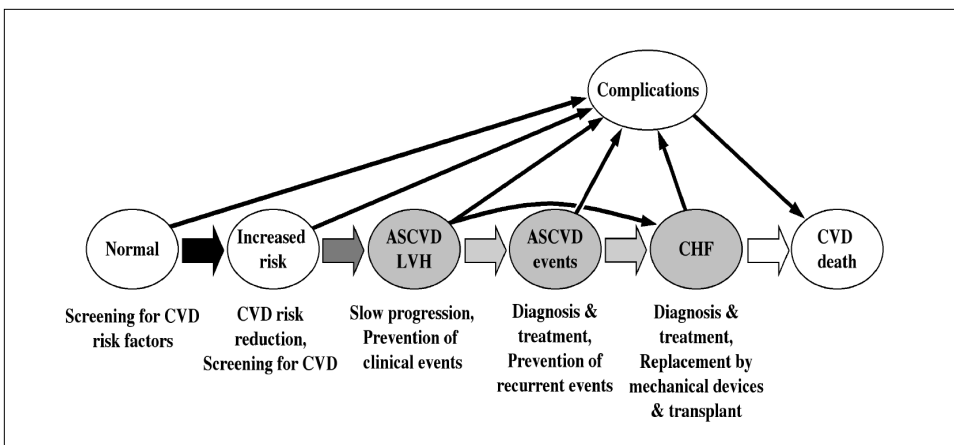 Complications
Normal
Increased
risk
ASCVD
LVH
ASCVD
events
CHF
CVD
death
Screening for CVD
risk factors
CVD risk
reduction,
Screening for CVD
Slow progression,
Prevention of
clinical events
Diagnosis &
treatment,
Prevention of
recurrent events
Diagnosis &
treatment,
Replacement by
mechanical devices
& transplant